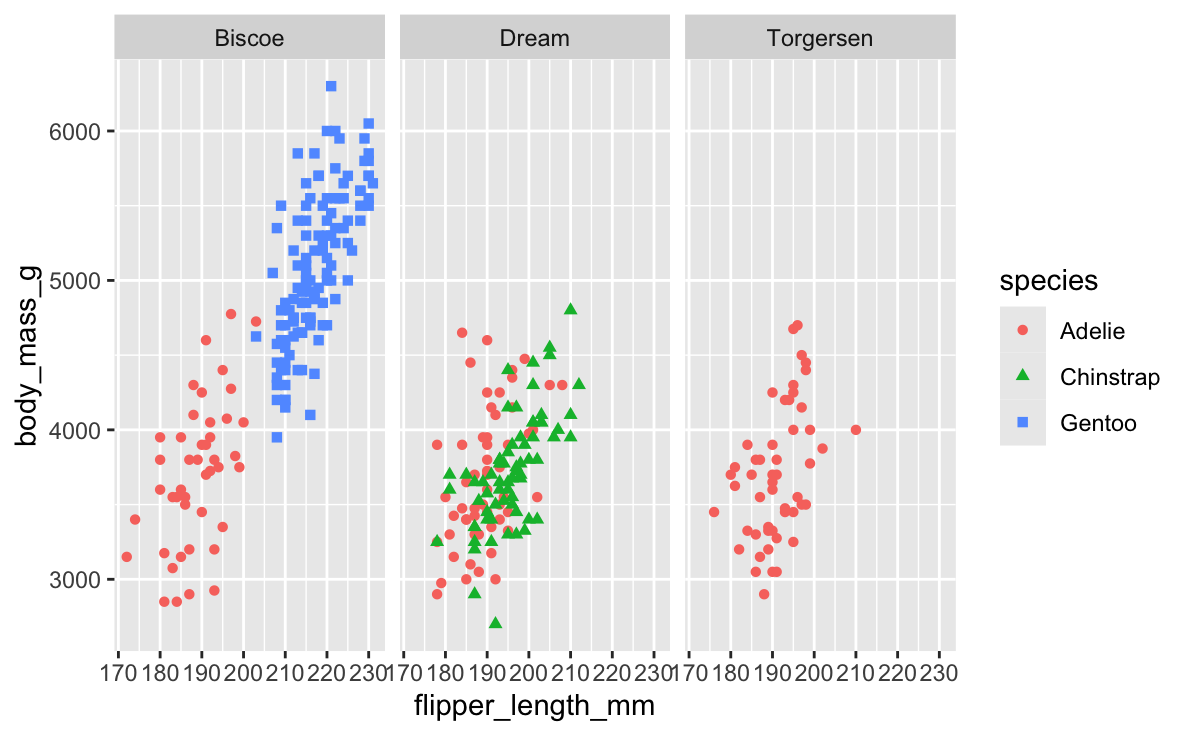 Biscoe Dream Torgersen
6000
5000
4000
3000
body_mass_g
170 180 190 200 210 220 230 170 180 190 200 210 220 230 170 180 190 200 210 220 230
flipper_length_mm
species
Adelie
Chinstrap
Gentoo